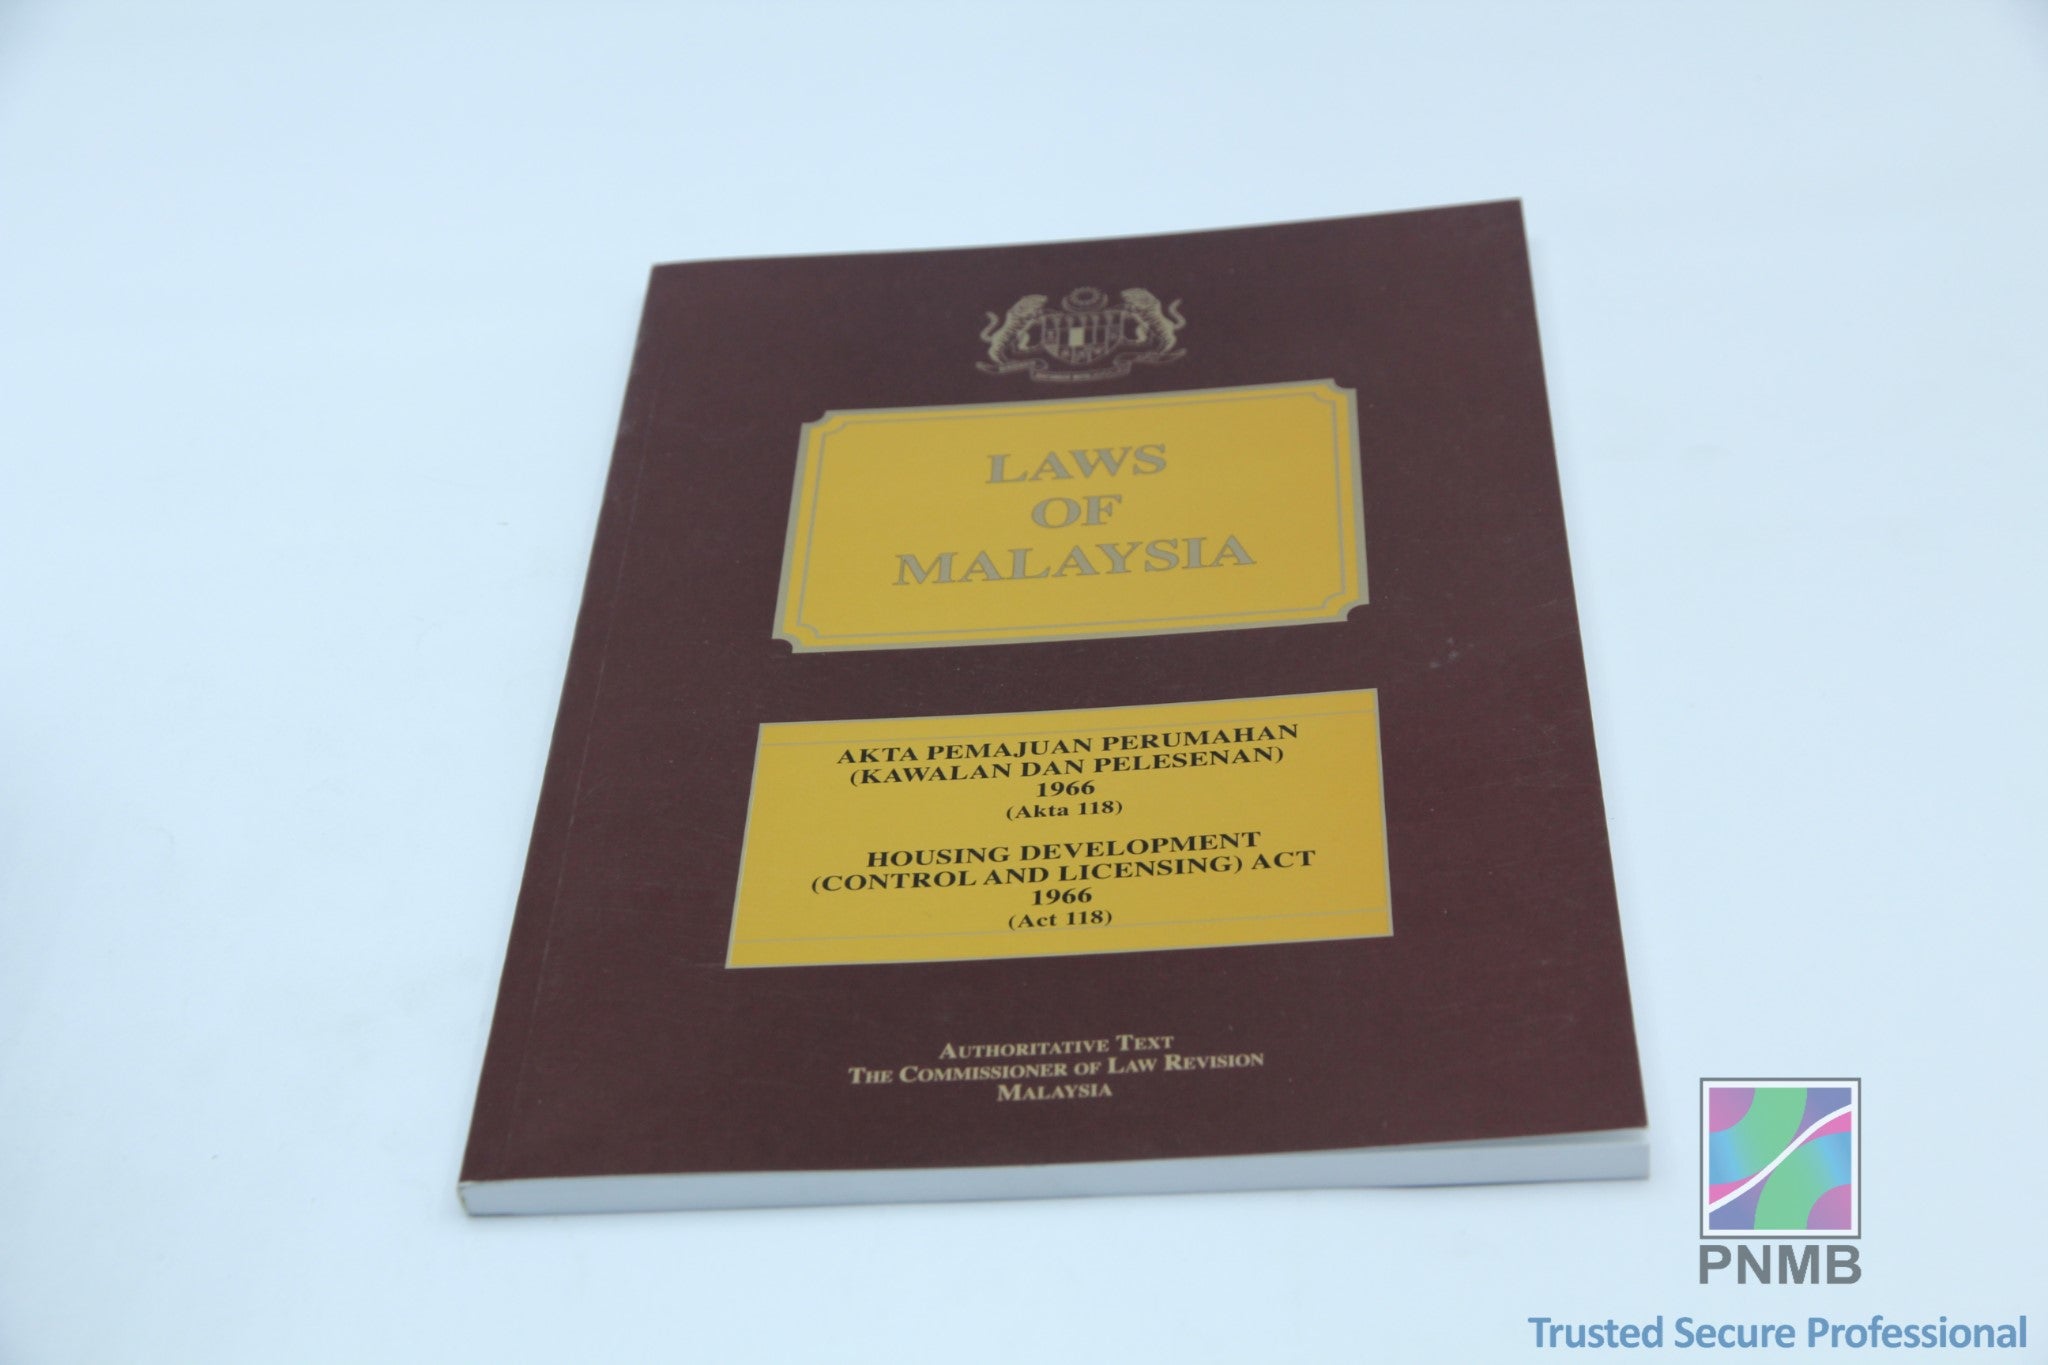 LAWS
OF
MALAYSIA
AKTA PEMAJUAN PERUMAHAN
(KAWALAN DAN PELESENAN)
1966
(Akta 118)
HOUSING DEVELOPMENT
(CONTROL AND LICENSING) ACT
1966
(Act 118)
AUTHORITATIVE TEXT
THE COMMISSIONER OF LAW REVISION
MALAYSIA
PNMB
Trusted Secure Professional